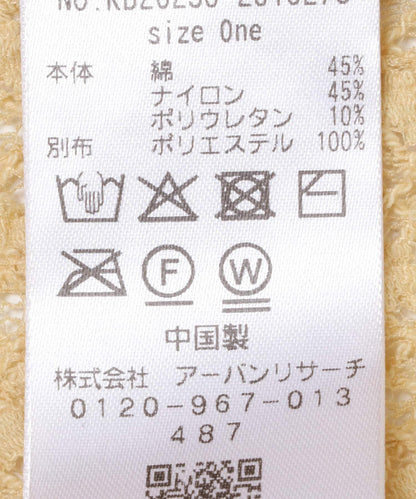 size One
本体 綿 45%
ナイロン 45%
ポリウレタン 10%
別布 ポリエステル 100%
F W
中国製
株式会社 アーバンリサーチ
0120-967-013
487